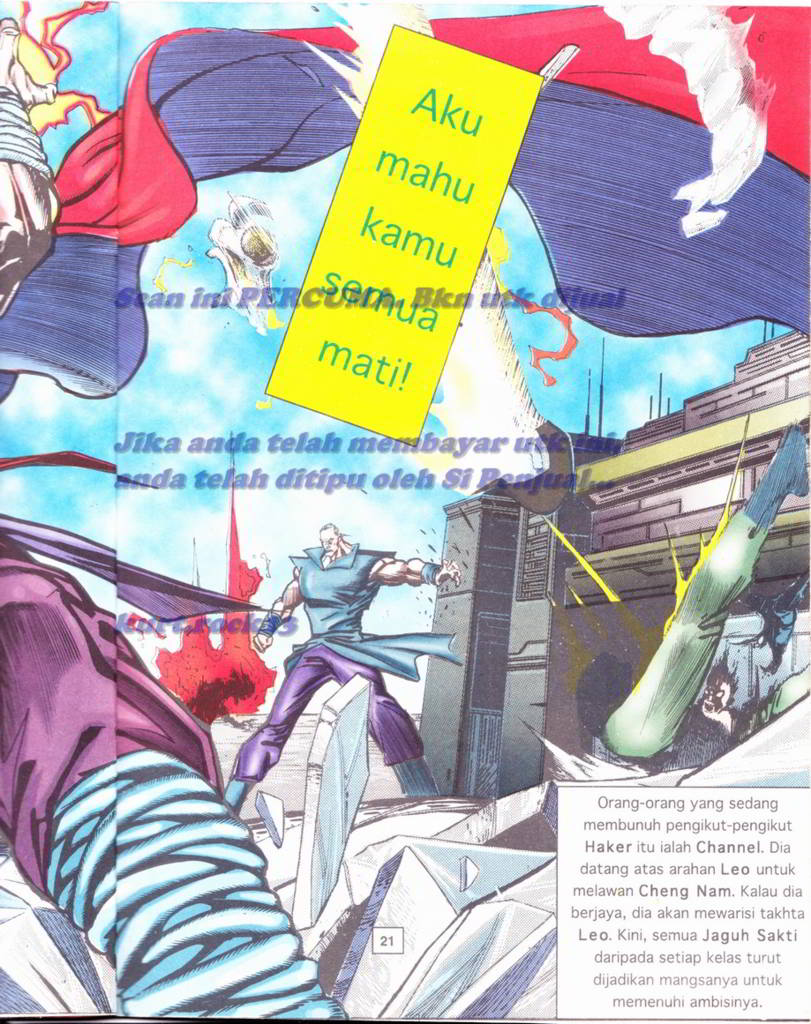 Aku
mahu
kamu
semua
mati!
Scan ini PERCUMA. Bkn utk dijual
Jika anda telah membayar utk ini,
anda telah ditipu oleh Si Penjual...
21
Orang-orang yang sedang
membunuh pengikut-pengikut
Haker itu ialah Channel. Dia
datang atas arahan Leo untuk
melawan Cheng Nam. Kalau dia
berjaya, dia akan mewarisi takhta
Leo. Kini, semua Jaguh Sakti
daripada setiap kelas turut
dijadikan mangsanya untuk
memenuhi ambisinya.